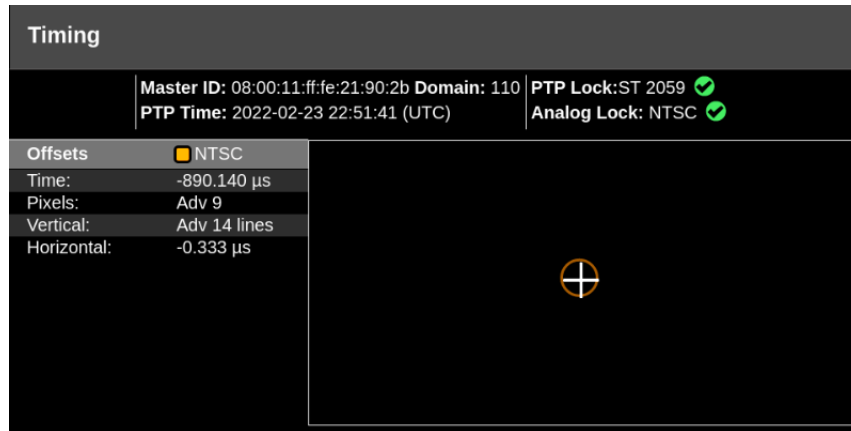 Timing
Master ID: 08:00:11:ff:fe:21:90:2b Domain: 110 PTP Lock:ST 2059
PTP Time: 2022-02-23 22:51:41 (UTC) Analog Lock: NTSC
Offsets NTSC
Time: -890.140 µs
Pixels: Adv 9
Vertical: Adv 14 lines
Horizontal: -0.333 µs